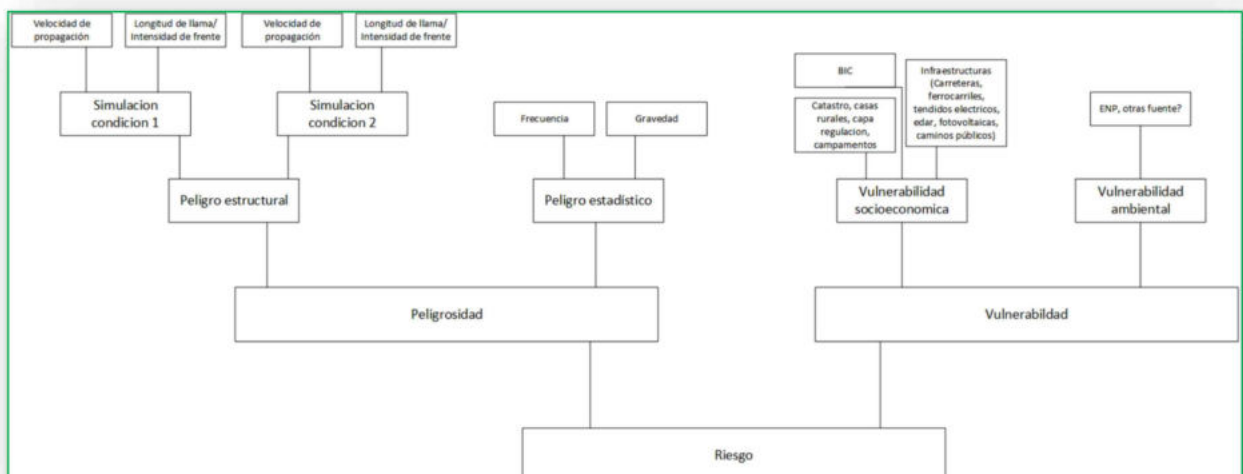 Velocidad de
propagación
Longitud de llama/
Intensidad de frente
Velocidad de
propagación
Longitud de llama/
Intensidad de frente
Simulacion
condicion 1
Simulacion
condicion 2
Frecuencia
Gravedad
BIC
Catastro, casas
rurales, capa
regulacion,
campamentos
Infraestructuras
(Carreteras,
ferrocarriles,
tendidos electricos,
edar, fotovoltaicas,
caminos públicos)
ENP, otras fuente?
Peligro estructural
Peligro estadístico
Vulnerabilidad
socioeconomica
Vulnerabilidad
ambiental
Peligrosidad
Vulnerabildad
Riesgo